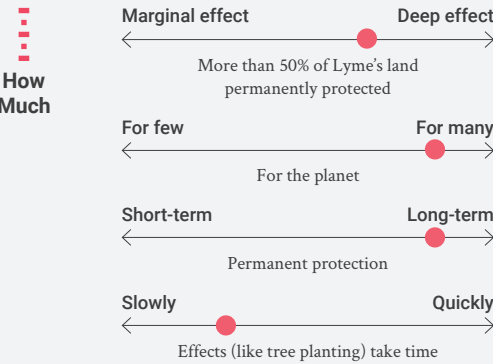 How
Much
Marginal effect Deep effect
More than 50% of Lyme's land
permanently protected
For few For many
For the planet
Short-term Long-term
Permanent protection
Slowly Quickly
Effects (like tree planting) take time